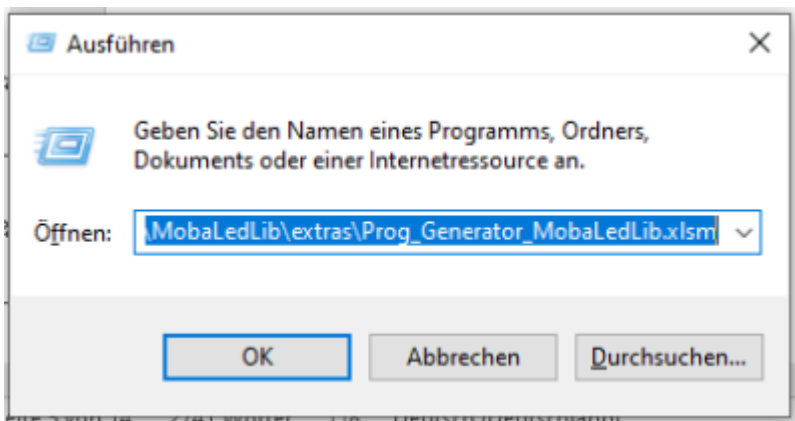 Ausführen
Geben Sie den Namen eines Programms, Ordners,
Dokuments oder einer Internetressource an.
Öffnen:
\MobaLedLib\extras\Prog_Generator_MobaLedLib.xlsm
OK
Abbrechen
Durchsuchen...